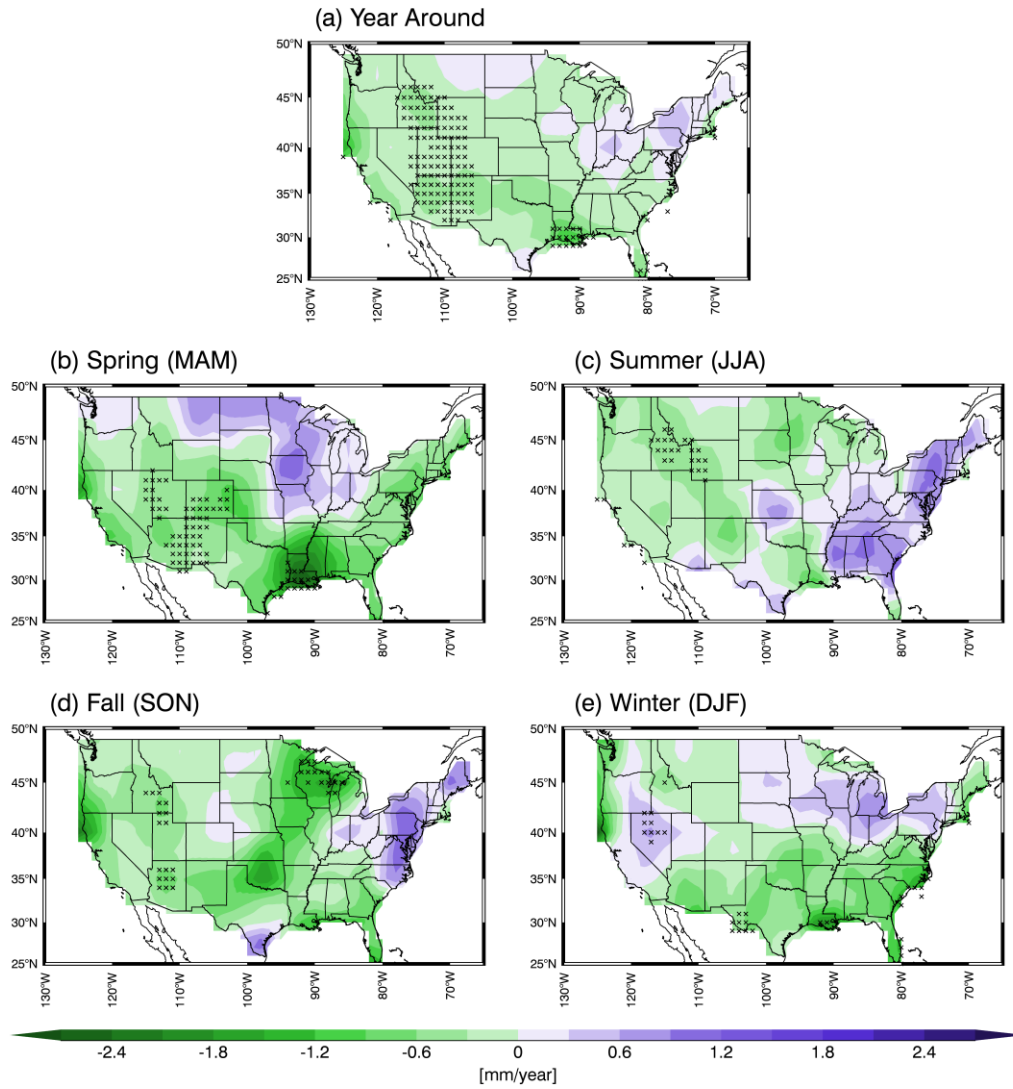 (a) Year Around
50°N
45°N
40°N
35°N
30°N
25°N
130°W
120°W
110°W
100°W
90°W
80°W
70°W
(b) Spring (MAM)
50°N
45°N
40°N
35°N
30°N
25°N
130°W
120°W
110°W
100°W
90°W
80°W
70°W
(c) Summer (JJA)
50°N
45°N
40°N
35°N
30°N
25°N
130°W
120°W
110°W
100°W
90°W
80°W
70°W
(d) Fall (SON)
50°N
45°N
40°N
35°N
30°N
25°N
130°W
120°W
110°W
100°W
90°W
80°W
70°W
(e) Winter (DJF)
50°N
45°N
40°N
35°N
30°N
25°N
130°W
120°W
110°W
100°W
90°W
80°W
70°W
-2.4 -1.8 -1.2 -0.6 0 0.6 1.2 1.8 2.4
[mm/year]